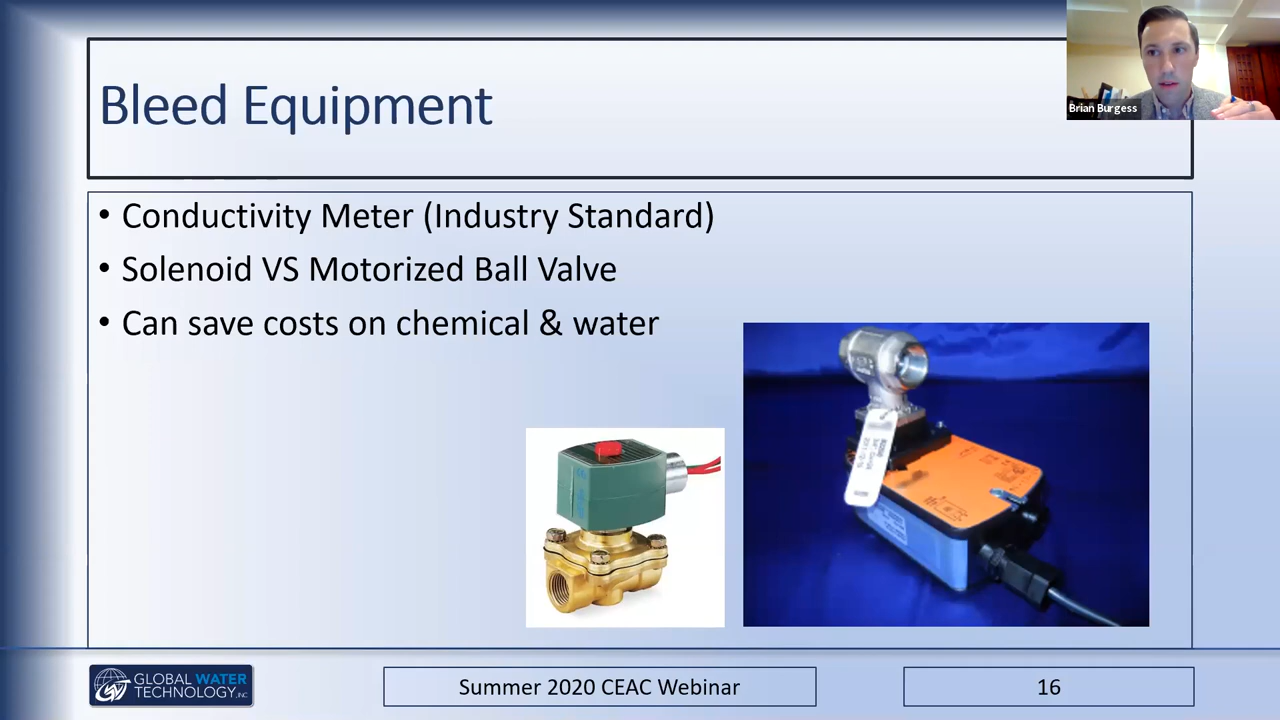 Bleed Equipment
Brian Burgess
• Conductivity Meter (Industry Standard)
• Solenoid VS Motorized Ball Valve
• Can save costs on chemical & water
GLOBAL WATER
TECHNOLOGY, INC
Summer 2020 CEAC Webinar
16